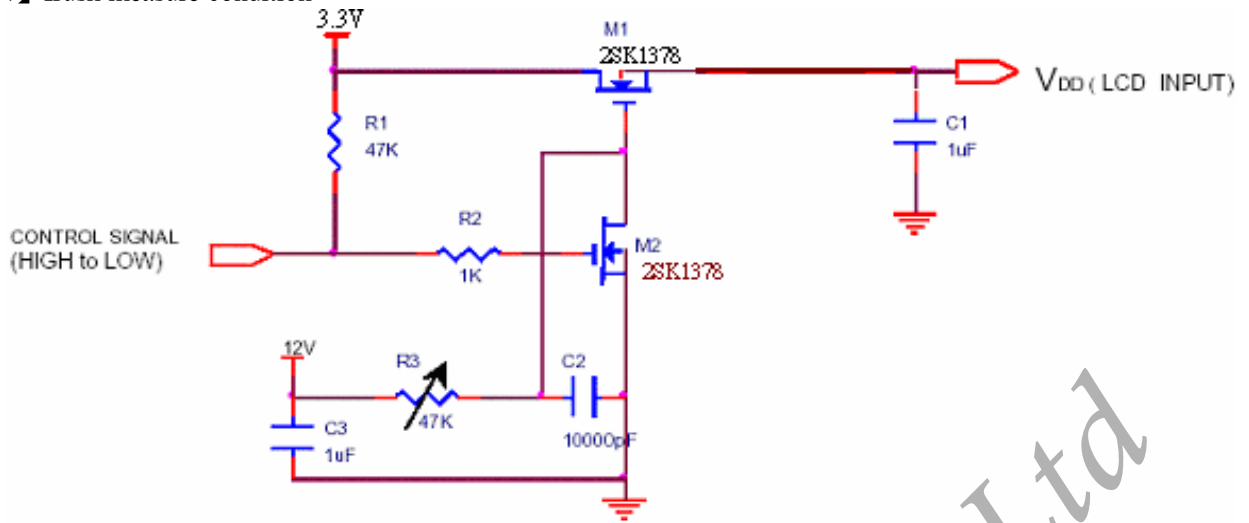 3.3V
M1
2SK1378
VDD ( LCD INPUT)
R1
47K
C1
1uF
R2
1K
CONTROL SIGNAL
(HIGH to LOW)
M2
2SK1378
12V
R3
47K
C2
10000pF
C3
1uF
Ltd